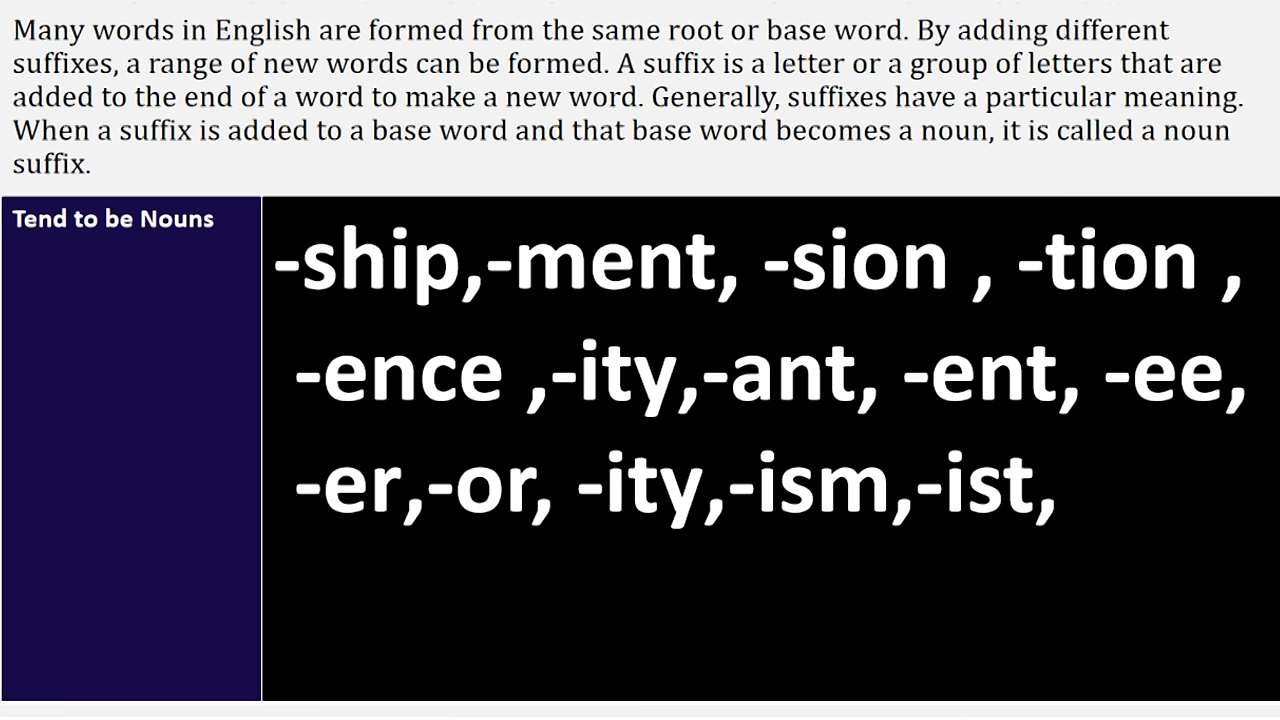 Many words in English are formed from the same root or base word. By adding different
suffixes, a range of new words can be formed. A suffix is a letter or a group of letters that are
added to the end of a word to make a new word. Generally, suffixes have a particular meaning.
When a suffix is added to a base word and that base word becomes a noun, it is called a noun
suffix.
Tend to be Nouns
-ship,-ment, -sion , -tion ,
-ence ,-ity,-ant, -ent, -ee,
-er,-or, -ity,-ism,-ist,